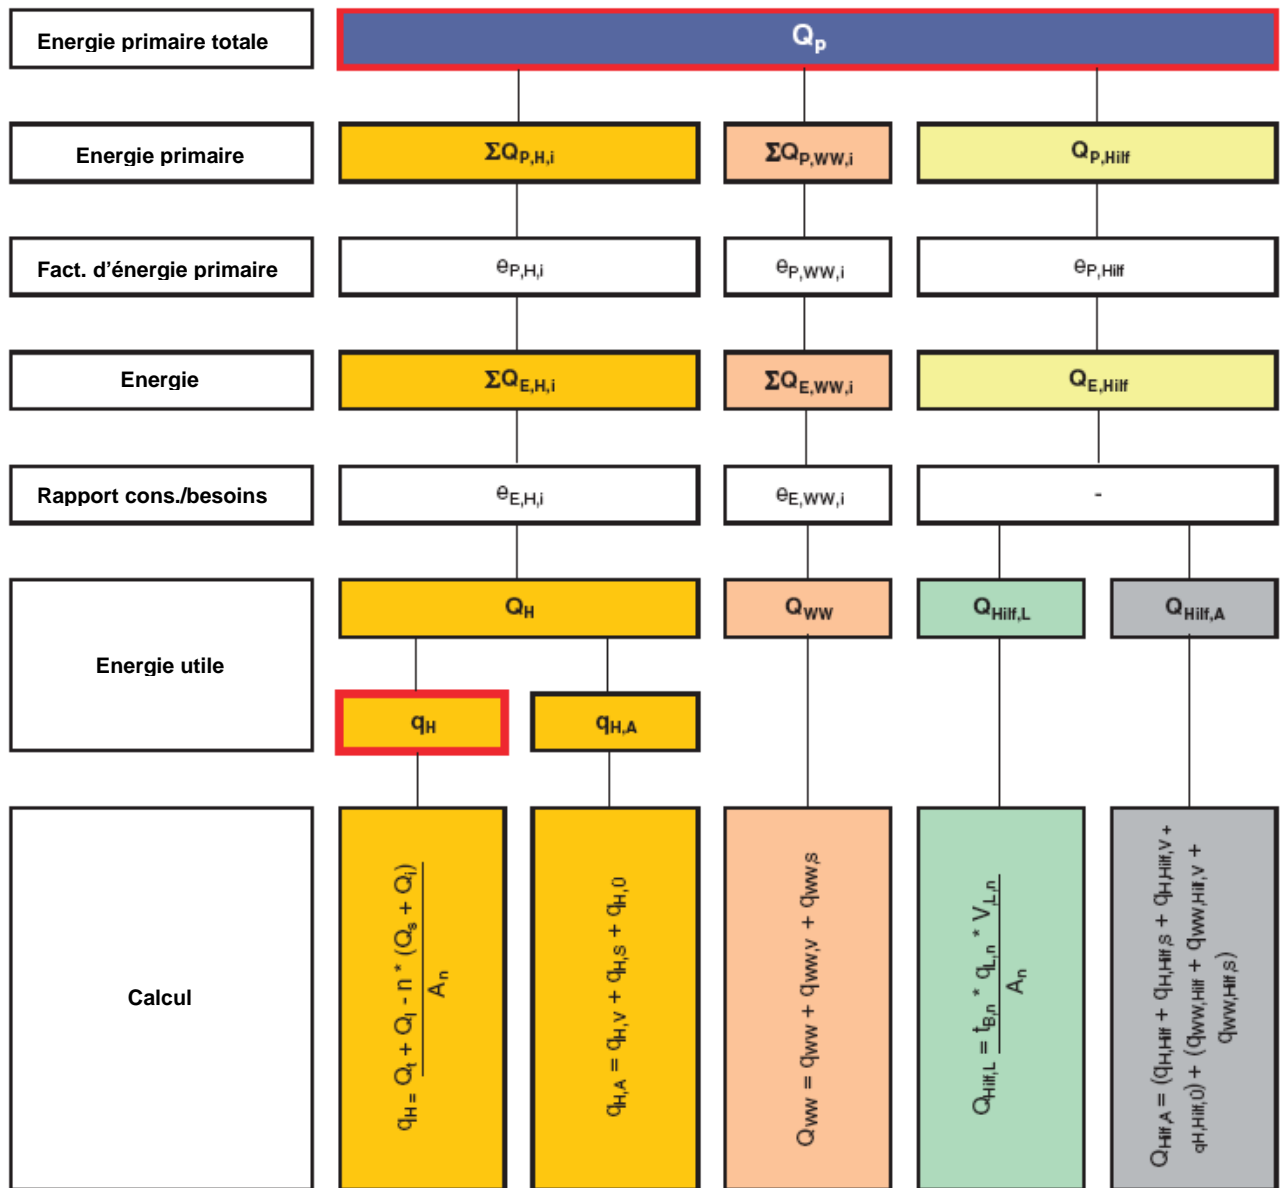 Energie primaire totale
Qp
Energie primaire
ΣQP,H,i
ΣQP,WW,i
QP,Hilf
Fact. d'énergie primaire
eP,H,i
eP,WW,i
eP,Hilf
Energie
ΣQE,H,i
ΣQE,WW,i
QE,Hilf
Rapport cons./besoins
eE,H,i
eE,WW,i
-
Energie utile
QH
QWW
QHilf,L
QHilf,A
qH
qH,A
Calcul
qH = Qt + Ql - n * (Qs + Qi)
An
qH,A = qH,V + qH,S + qH,0
QWW = qWW + qWW,V + qWW,S
QHilf,L = tB,n * qL,n * VL,n
An
QHilf,A = (qH,Hilf + qH,Hilf,S + qH,Hilf,V +
qH,Hilf,0) + (qWW,Hilf + qWW,Hilf,V +
qWW,Hilf,S)